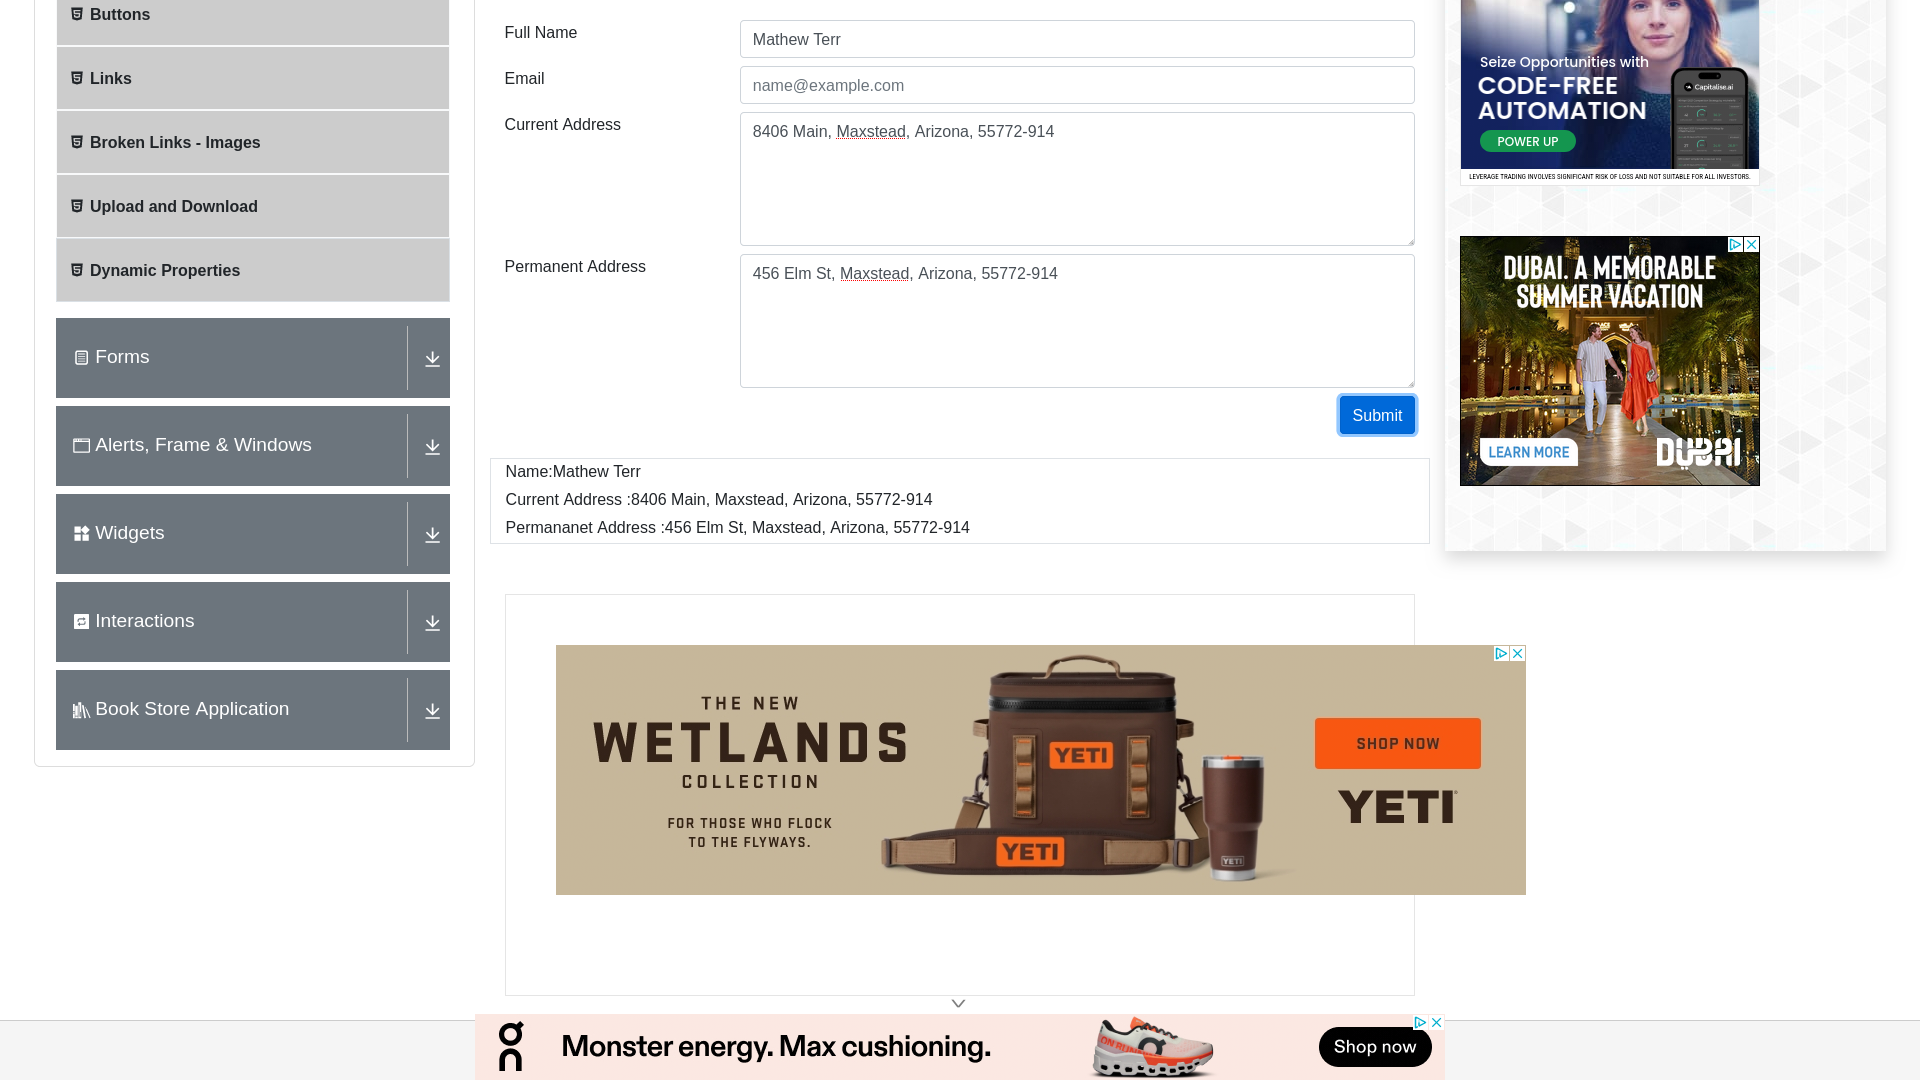 Buttons
Links
Broken Links - Images
Upload and Download
Dynamic Properties
Forms
Alerts, Frame & Windows
Widgets
Interactions
Book Store Application
Full Name
Mathew Terr
Email
name@example.com
Current Address
8406 Main, Maxstead, Arizona, 55772-914
Permanent Address
456 Elm St, Maxstead, Arizona, 55772-914
Submit
Name:Mathew Terr
Current Address :8406 Main, Maxstead, Arizona, 55772-914
Permananet Address :456 Elm St, Maxstead, Arizona, 55772-914
THE NEW
WETLANDS
COLLECTION
FOR THOSE WHO FLOCK
TO THE FLYWAYS.
YETI
YETI
YETI
SHOP NOW
YETI
Seize Opportunities with
CODE-FREE
AUTOMATION
POWER UP
Capitalise.ai
LEVERAGE TRADING INVOLVES SIGNIFICANT RISK OF LOSS AND NOT SUITABLE FOR ALL INVESTORS.
DUBAI. A MEMORABLE
SUMMER VACATION
LEARN MORE
DUBAI
on
Monster energy. Max cushioning.
Shop now